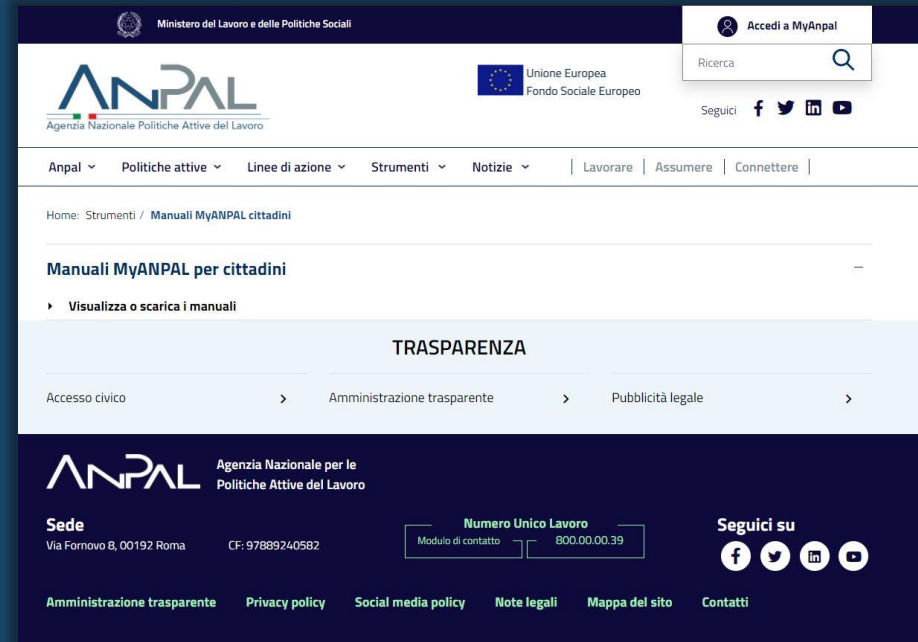 Ministero del Lavoro e delle Politiche Sociali
Accedi a MyAnpal
Ricerca
ANPAL
Agenzia Nazionale Politiche Attive del Lavoro
Unione Europea
Fondo Sociale Europeo
Seguici
Anpal Politiche attive Linee di azione Strumenti Notizie | Lavorare | Assumere | Connettere |
Home: Strumenti / Manuali MyANPAL cittadini
Manuali MyANPAL per cittadini
Visualizza o scarica i manuali
TRASPARENZA
Accesso civico Amministrazione trasparente Pubblicità legale
ANPAL
Agenzia Nazionale per le
Politiche Attive del Lavoro
Sede
Via Fornovo 8, 00192 Roma CF: 97889240582
Numero Unico Lavoro
Modulo di contatto 800.00.00.39
Seguici su
Amministrazione trasparente Privacy policy Social media policy Note legali Mappa del sito Contatti